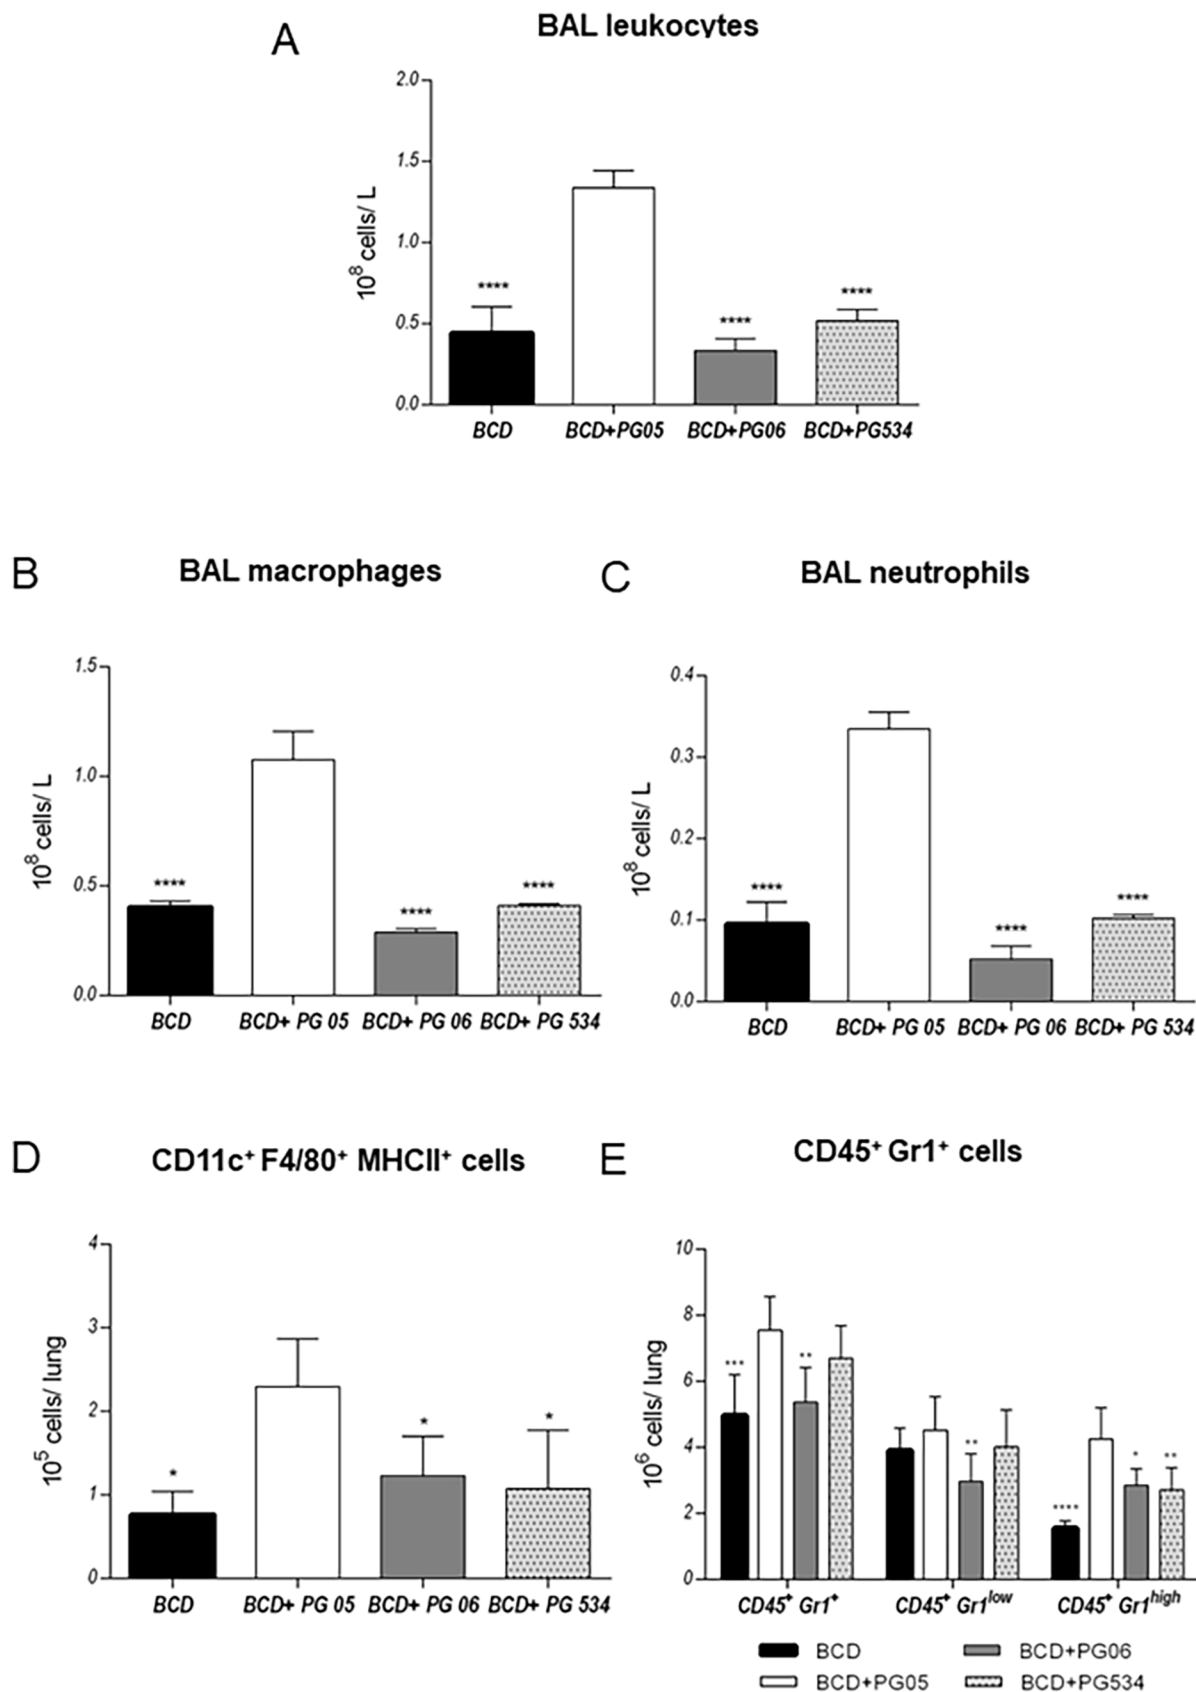 A
BAL leukocytes
2.0
1.5
1.0
0.5
0.0
10⁸ cells/ L
****
****
****
BCD
BCD+PG05
BCD+PG06
BCD+PG534
B
BAL macrophages
1.5
1.0
0.5
0.0
10⁸ cells/ L
****
****
****
BCD
BCD+ PG 05
BCD+ PG 06
BCD+ PG 534
C
BAL neutrophils
0.4
0.3
0.2
0.1
0.0
10⁸ cells/ L
****
****
****
BCD
BCD+ PG 05
BCD+ PG 06
BCD+ PG 534
D
CD11c⁺ F4/80⁺ MHCII⁺ cells
4
3
2
1
0
10⁵ cells/ lung
*
*
*
BCD
BCD+ PG 05
BCD+ PG 06
BCD+ PG 534
E
CD45⁺ Gr1⁺ cells
10
8
6
4
2
0
10⁶ cells/ lung
***
**
**
****
*
**
CD45⁺ Gr1⁺
CD45⁺ Gr1ˡᵒʷ
CD45⁺ Gr1ʰⁱᵍʰ
BCD
BCD+PG06
BCD+PG05
BCD+PG534